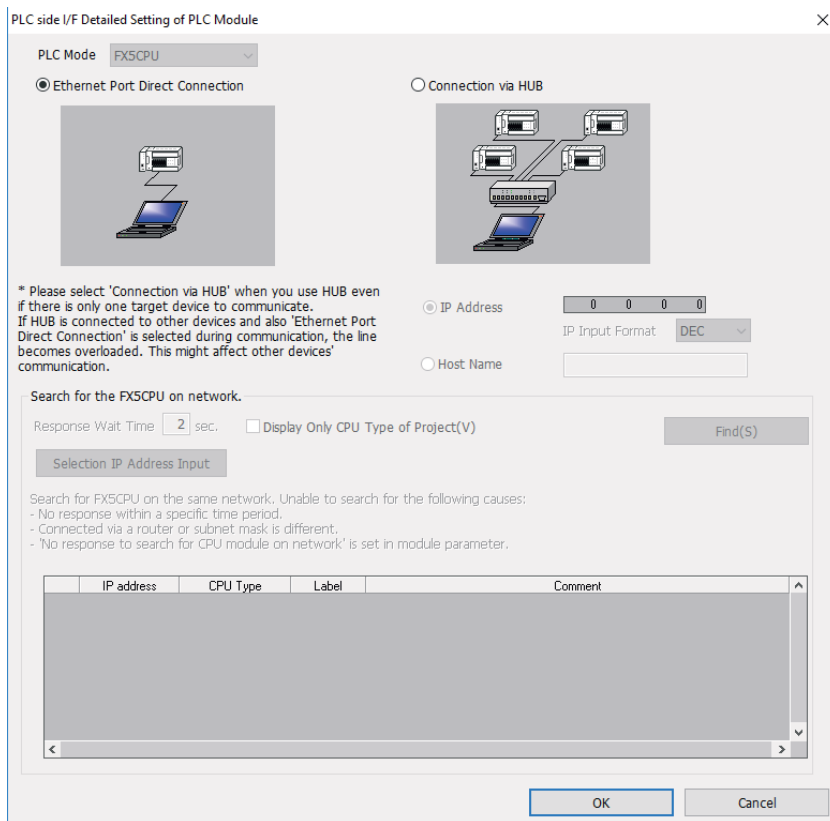 PLC side I/F Detailed Setting of PLC Module
PLC Mode FX5CPU
Ethernet Port Direct Connection
Connection via HUB
* Please select 'Connection via HUB' when you use HUB even
if there is only one target device to communicate.
If HUB is connected to other devices and also 'Ethernet Port
Direct Connection' is selected during communication, the line
becomes overloaded. This might affect other devices'
communication.
IP Address 0 0 0 0
IP Input Format DEC
Host Name
Search for the FX5CPU on network.
Response Wait Time 2 sec. Display Only CPU Type of Project(V) Find(S)
Selection IP Address Input
Search for FX5CPU on the same network. Unable to search for the following causes:
- No response within a specific time period.
- Connected via a router or subnet mask is different.
- 'No response to search for CPU module on network' is set in module parameter.
IP address CPU Type Label Comment
OK Cancel